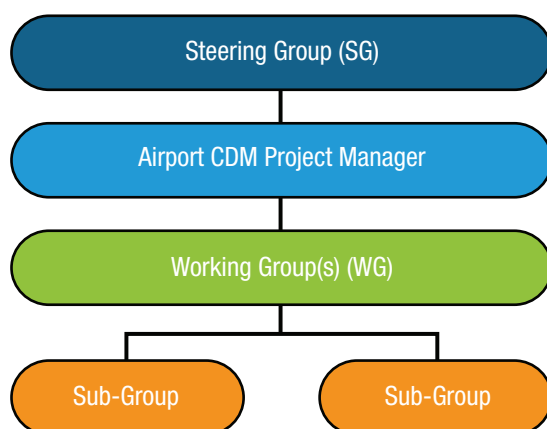 Steering Group (SG)
Airport CDM Project Manager
Working Group(s) (WG)
Sub-Group
Sub-Group